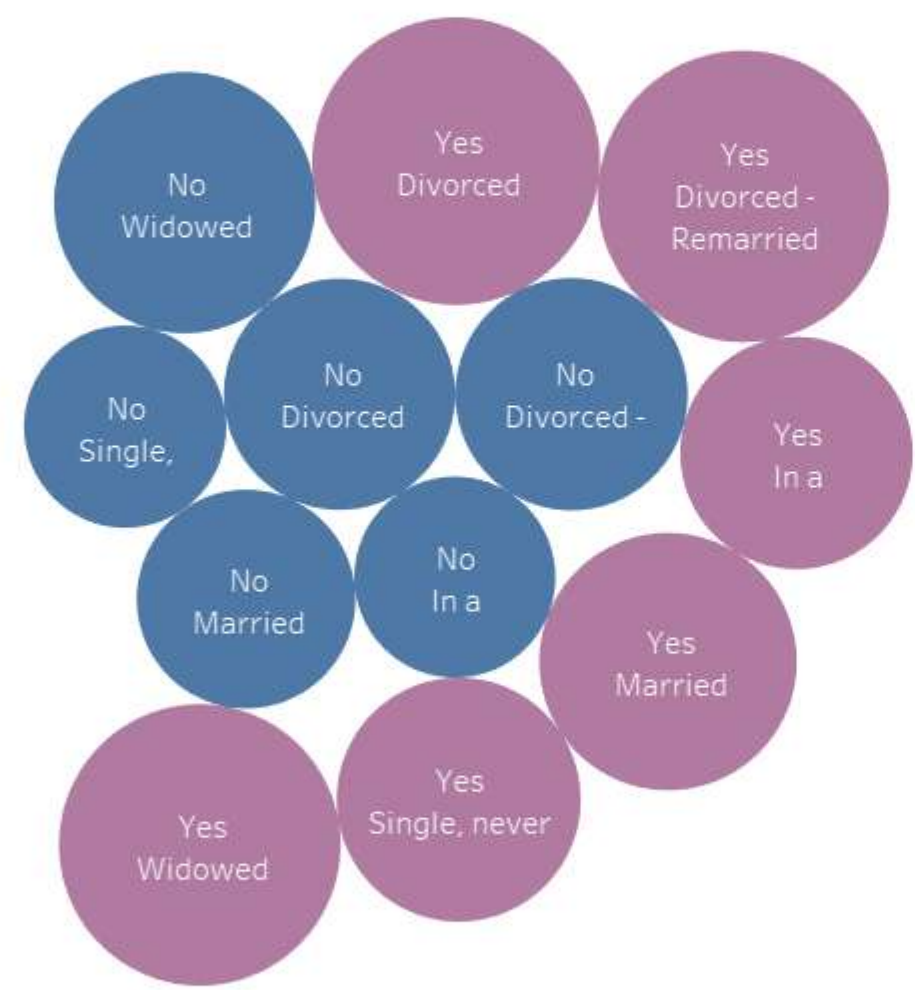 Yes
Divorced
Yes
Divorced -
Remarried
No
Widowed
No
Divorced
No
Divorced -
No
Single,
Yes
In a
No
Married
No
In a
Yes
Married
Yes
Widowed
Yes
Single, never